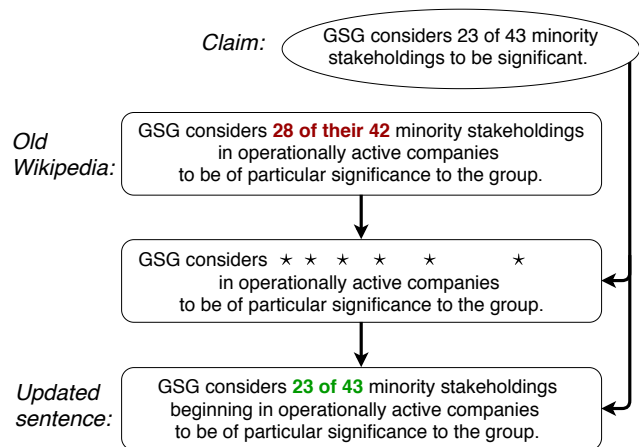 Claim:
GSG considers 23 of 43 minority
stakeholdings to be significant.
Old
Wikipedia:
GSG considers 28 of their 42 minority stakeholdings
in operationally active companies
to be of particular significance to the group.
GSG considers ★ ★ ★ ★ ★ ★
in operationally active companies
to be of particular significance to the group.
Updated
sentence:
GSG considers 23 of 43 minority stakeholdings
beginning in operationally active companies
to be of particular significance to the group.